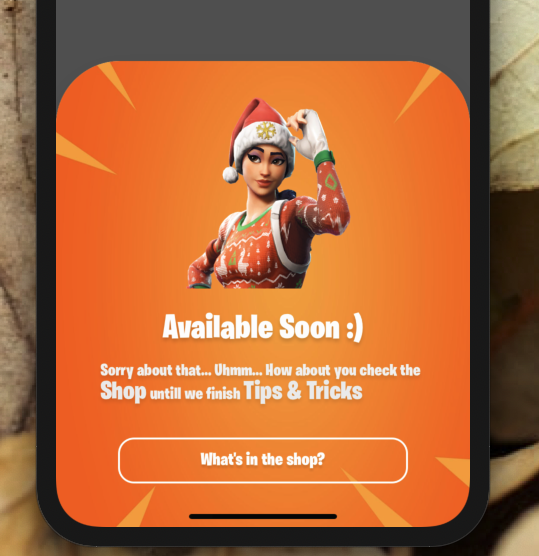 Available Soon :)
Sorry about that... Uhmm... How about you check the
Shop untill we finish Tips & Tricks
What's in the shop?